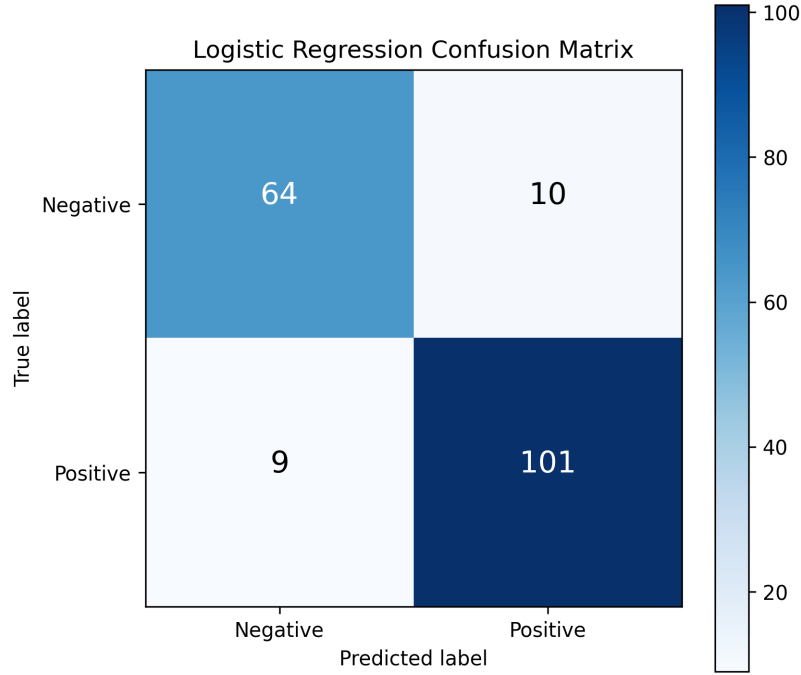 Logistic Regression Confusion Matrix
100
80
60
40
20
True label
Negative
64
10
Positive
9
101
Negative
Positive
Predicted label